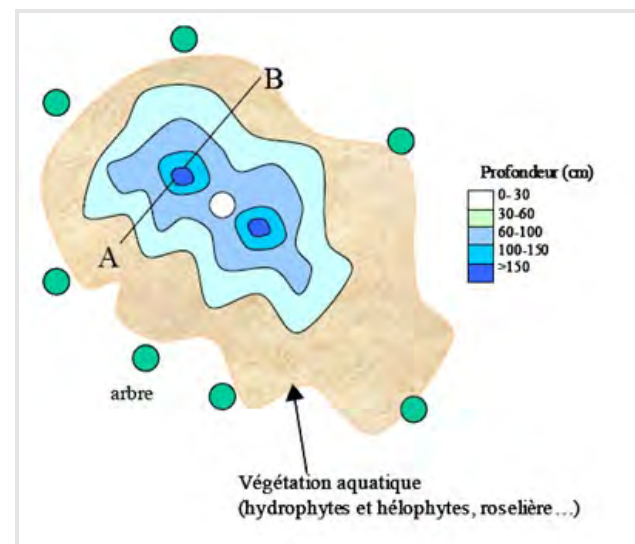 B
A
Profondeur (cm)
0- 30
30-60
60-100
100-150
>150
arbre
Végétation aquatique
(hydrophytes et hélophytes, roselière…)